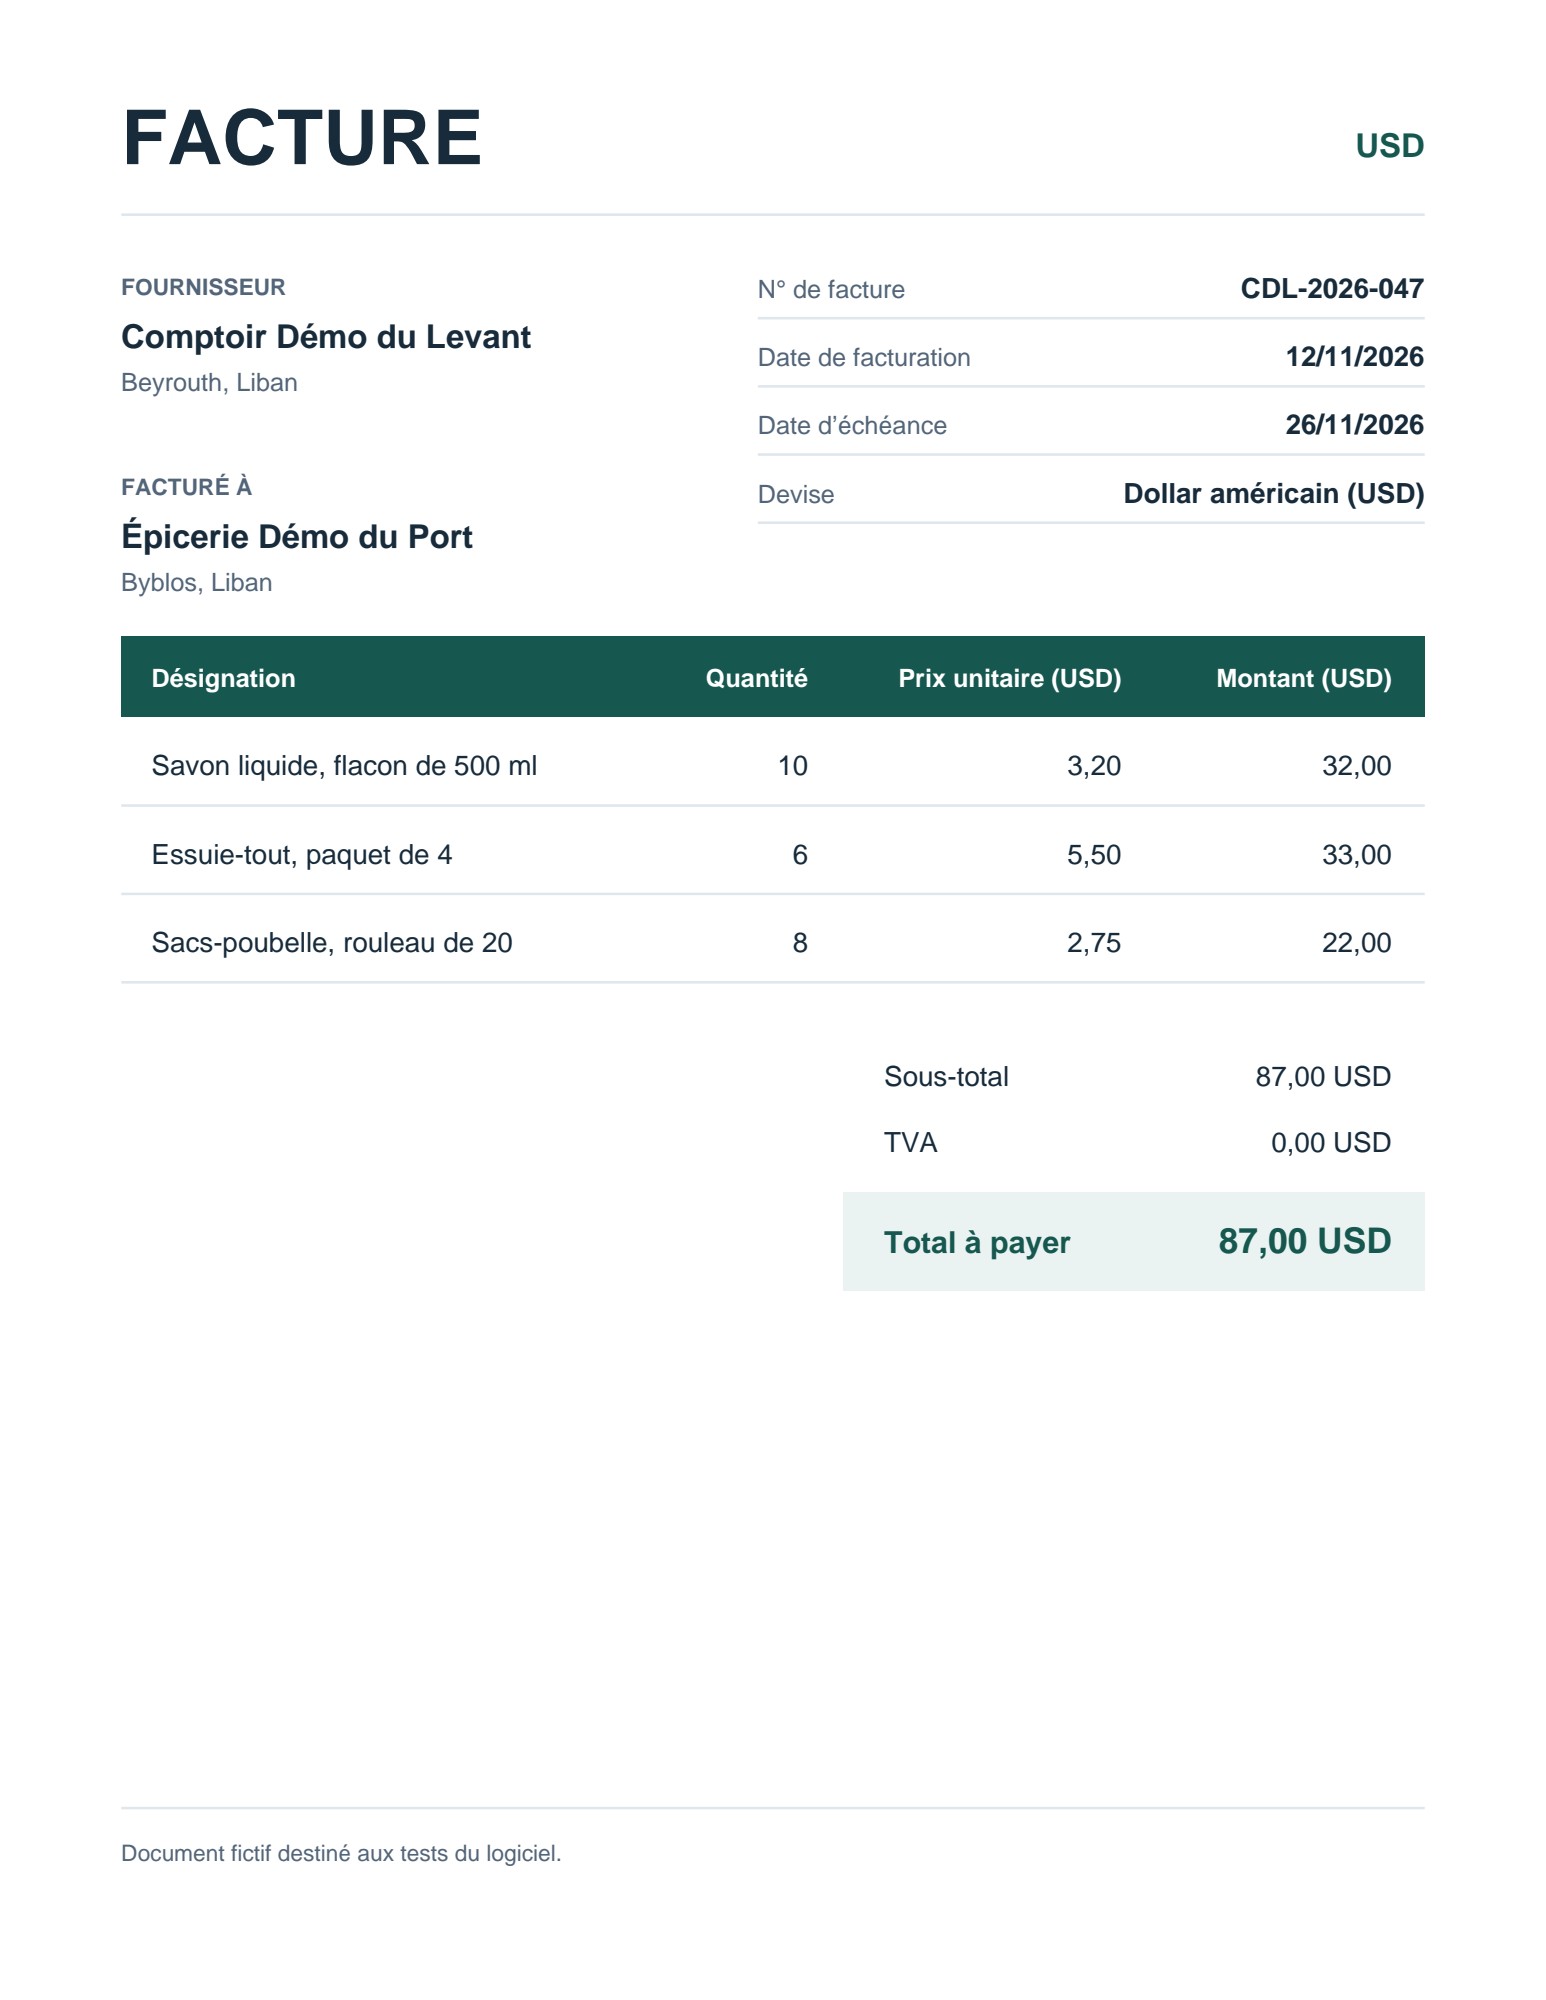 FACTURE
USD
FOURNISSEUR
Comptoir Démo du Levant
Beyrouth, Liban
FACTURÉ À
Épicerie Démo du Port
Byblos, Liban
N° de facture CDL-2026-047
Date de facturation 12/11/2026
Date d’échéance 26/11/2026
Devise Dollar américain (USD)
Désignation Quantité Prix unitaire (USD) Montant (USD)
Savon liquide, flacon de 500 ml 10 3,20 32,00
Essuie-tout, paquet de 4 6 5,50 33,00
Sacs-poubelle, rouleau de 20 8 2,75 22,00
Sous-total 87,00 USD
TVA 0,00 USD
Total à payer 87,00 USD
Document fictif destiné aux tests du logiciel.